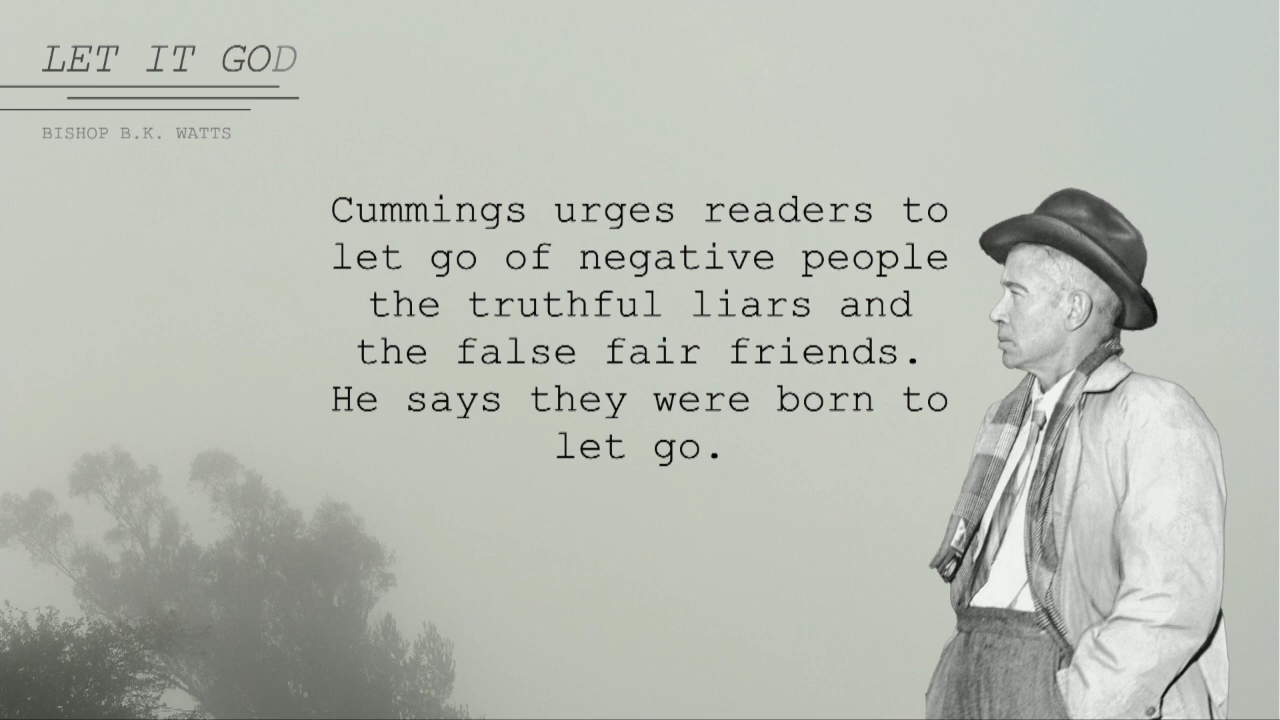 LET IT GOD
BISHOP B.K. WATTS
Cummings urges readers to
let go of negative people
the truthful liars and
the false fair friends.
He says they were born to
let go.